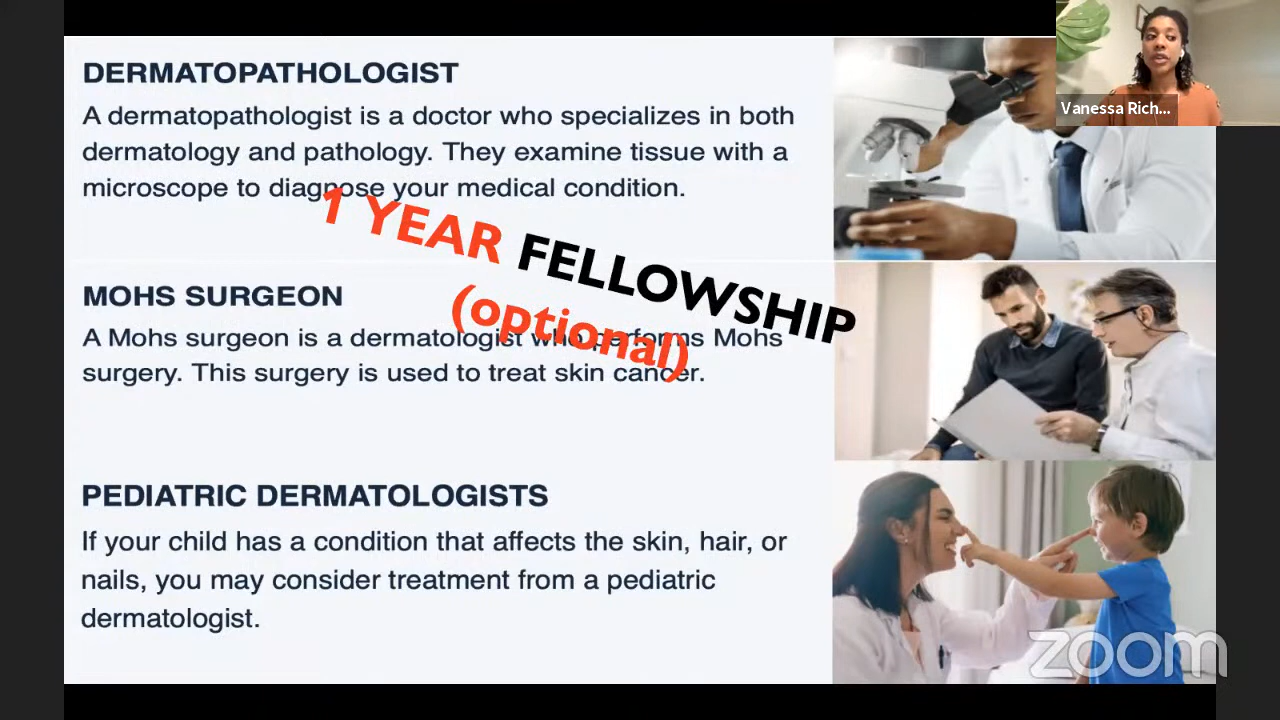 DERMATOPATHOLOGIST
A dermatopathologist is a doctor who specializes in both
dermatology and pathology. They examine tissue with a
microscope to diagnose your medical condition.
1 YEAR FELLOWSHIP
(optional)
MOHS SURGEON
A Mohs surgeon is a dermatologist who performs Mohs
surgery. This surgery is used to treat skin cancer.
PEDIATRIC DERMATOLOGISTS
If your child has a condition that affects the skin, hair, or
nails, you may consider treatment from a pediatric
dermatologist.
Vanessa Rich...
zoom